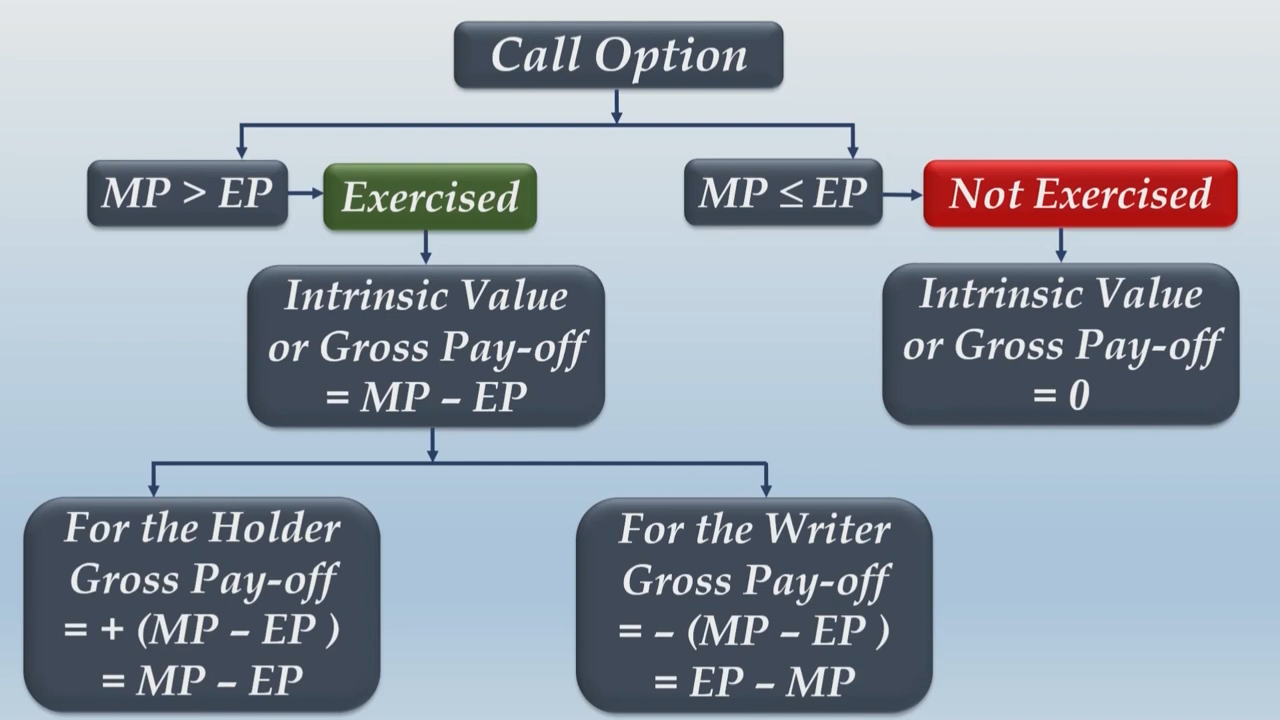 Call Option
MP > EP
Exercised
MP ≤ EP
Not Exercised
Intrinsic Value
or Gross Pay-off
= MP – EP
Intrinsic Value
or Gross Pay-off
= 0
For the Holder
Gross Pay-off
= + (MP – EP )
= MP – EP
For the Writer
Gross Pay-off
= – (MP – EP )
= EP – MP